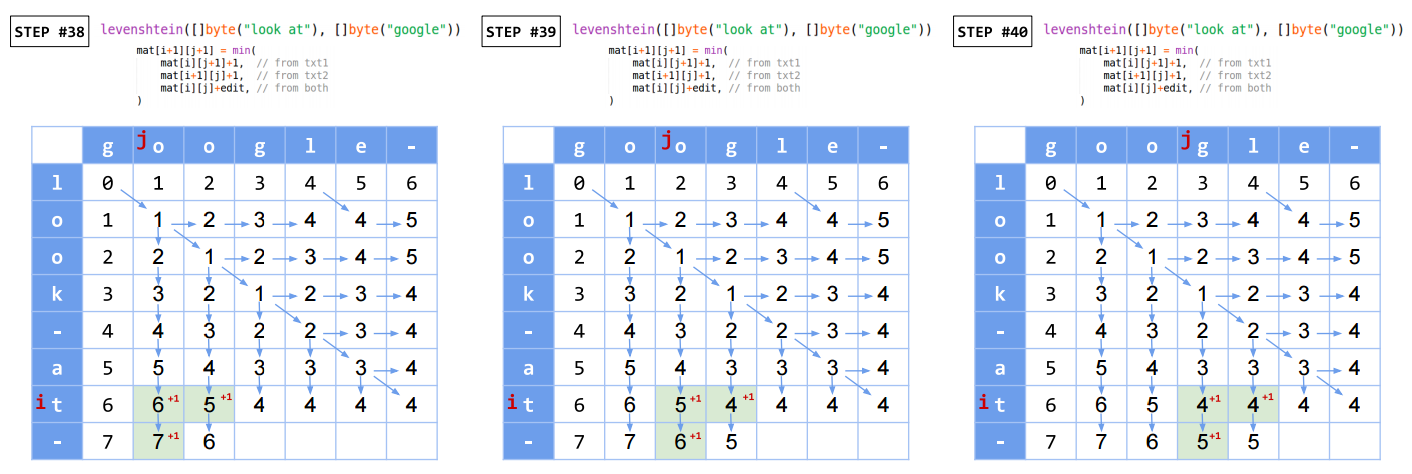 STEP #38
levenshtein([]byte("look at"), []byte("google"))
mat[i+1][j+1] = min(
mat[i][j+1]+1, // from txt1
mat[i+1][j]+1, // from txt2
mat[i][j]+edit, // from both
)
g j o o g l e -
l 0 1 2 3 4 5 6
o 1 1 2 3 4 4 5
o 2 2 1 2 3 4 5
k 3 3 2 1 2 3 4
- 4 4 3 2 2 3 4
a 5 5 4 3 3 3 4
i t 6 6 +1 5 +1 4 4 4 4
- 7 7 +1 6
STEP #39
levenshtein([]byte("look at"), []byte("google"))
mat[i+1][j+1] = min(
mat[i][j+1]+1, // from txt1
mat[i+1][j]+1, // from txt2
mat[i][j]+edit, // from both
)
g o j o g l e -
l 0 1 2 3 4 5 6
o 1 1 2 3 4 4 5
o 2 2 1 2 3 4 5
k 3 3 2 1 2 3 4
- 4 4 3 2 2 3 4
a 5 5 4 3 3 3 4
i t 6 6 5 +1 4 +1 4 4 4
- 7 7 6 +1 5
STEP #40
levenshtein([]byte("look at"), []byte("google"))
mat[i+1][j+1] = min(
mat[i][j+1]+1, // from txt1
mat[i+1][j]+1, // from txt2
mat[i][j]+edit, // from both
)
g o o j g l e -
l 0 1 2 3 4 5 6
o 1 1 2 3 4 4 5
o 2 2 1 2 3 4 5
k 3 3 2 1 2 3 4
- 4 4 3 2 2 3 4
a 5 5 4 3 3 3 4
i t 6 6 5 4 +1 4 +1 4 4
- 7 7 6 5 +1 5